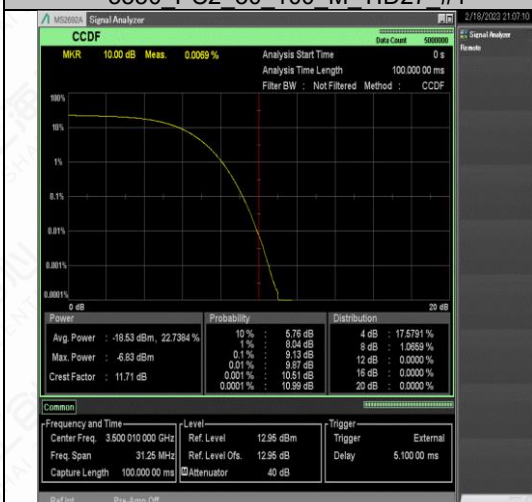 MS2692A Signal Analyzer
2/18/2023 21:07:10
CCDF
Data Count 5000000
Signal Analyzer
Remote
MKR 10.00 dB Meas. 0.0069 %
Analysis Start Time 0 s
Analysis Time Length 100.000 00 ms
Filter BW : Not Filtered Method : CCDF
100%
10%
1%
0.1%
0.01%
0.001%
0.0001%
0 dB 20 dB
Power Probability Distribution
Avg. Power : -18.53 dBm, 22.7384 %
Max. Power : -6.83 dBm
Crest Factor : 11.71 dB
10 % : 5.76 dB
1 % : 8.04 dB
0.1 % : 9.13 dB
0.01 % : 9.87 dB
0.001 % : 10.51 dB
0.0001 % : 10.99 dB
4 dB : 17.5791 %
8 dB : 1.0659 %
12 dB : 0.0000 %
16 dB : 0.0000 %
20 dB : 0.0000 %
Common
Frequency and Time
Center Freq. 3.500 010 000 GHz
Freq. Span 31.25 MHz
Capture Length 100.000 00 ms
Level
Ref. Level 12.95 dBm
Ref. Level Ofs. 12.95 dB
Attenuator 40 dB
Trigger
Trigger External
Delay 5.100 00 ms
Ref.Int Pre-Amp Off